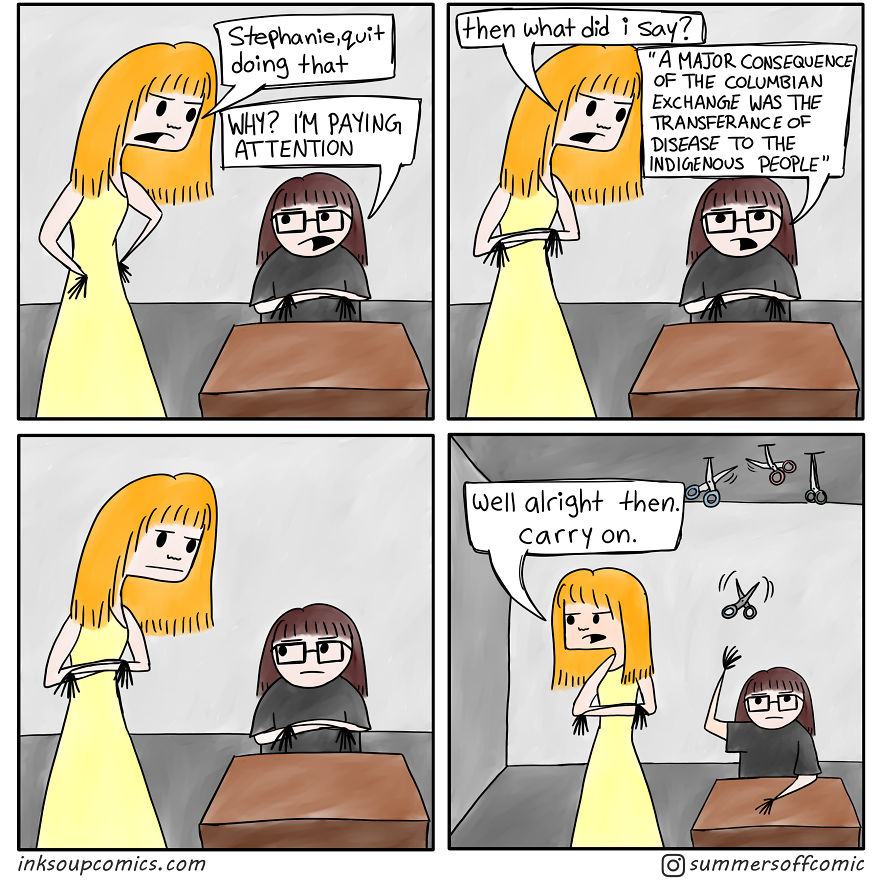 Stephanie,quit
doing that
WHY? I'M PAYING
ATTENTION
then what did i say?
"A MAJOR CONSEQUENCE
OF THE COLUMBIAN
EXCHANGE WAS THE
TRANSFERANCE OF
DISEASE TO THE
INDIGENOUS PEOPLE"
well alright then.
carry on.
inksoupcomics.com
summersoffcomic